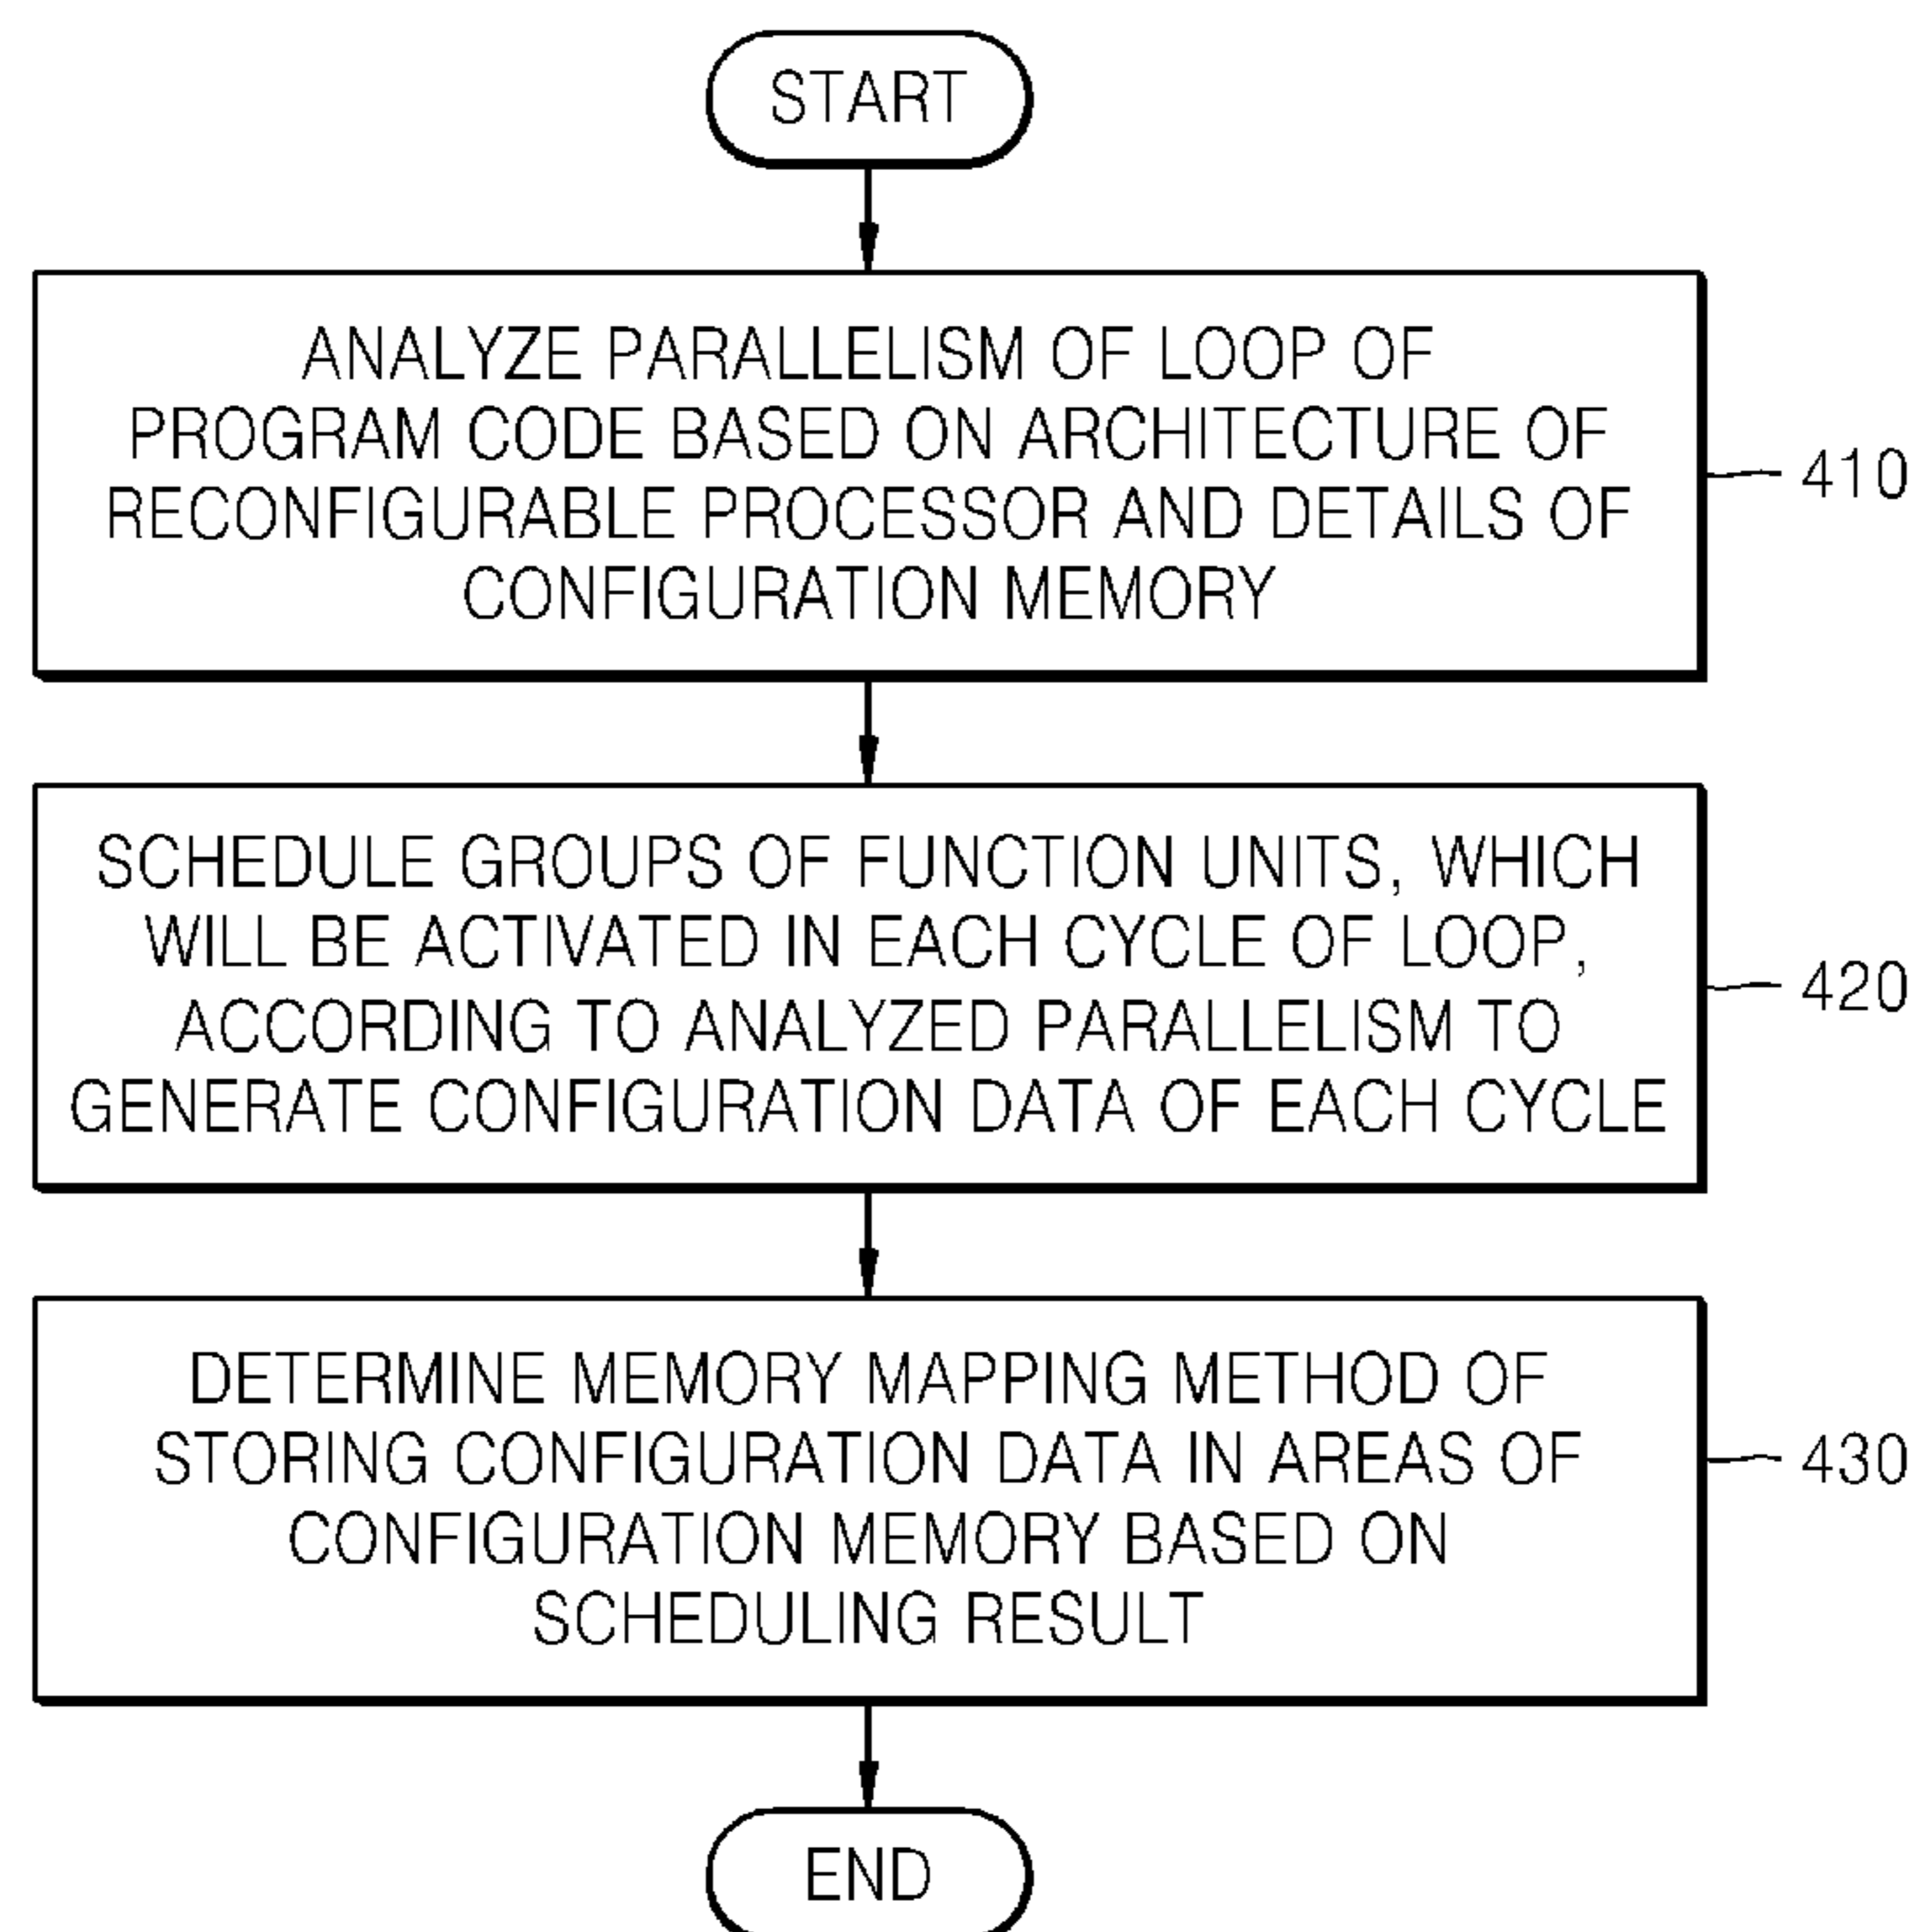 START
ANALYZE PARALLELISM OF LOOP OF
PROGRAM CODE BASED ON ARCHITECTURE OF
RECONFIGURABLE PROCESSOR AND DETAILS OF
CONFIGURATION MEMORY
410
SCHEDULE GROUPS OF FUNCTION UNITS, WHICH
WILL BE ACTIVATED IN EACH CYCLE OF LOOP,
ACCORDING TO ANALYZED PARALLELISM TO
GENERATE CONFIGURATION DATA OF EACH CYCLE
420
DETERMINE MEMORY MAPPING METHOD OF
STORING CONFIGURATION DATA IN AREAS OF
CONFIGURATION MEMORY BASED ON
SCHEDULING RESULT
430
END